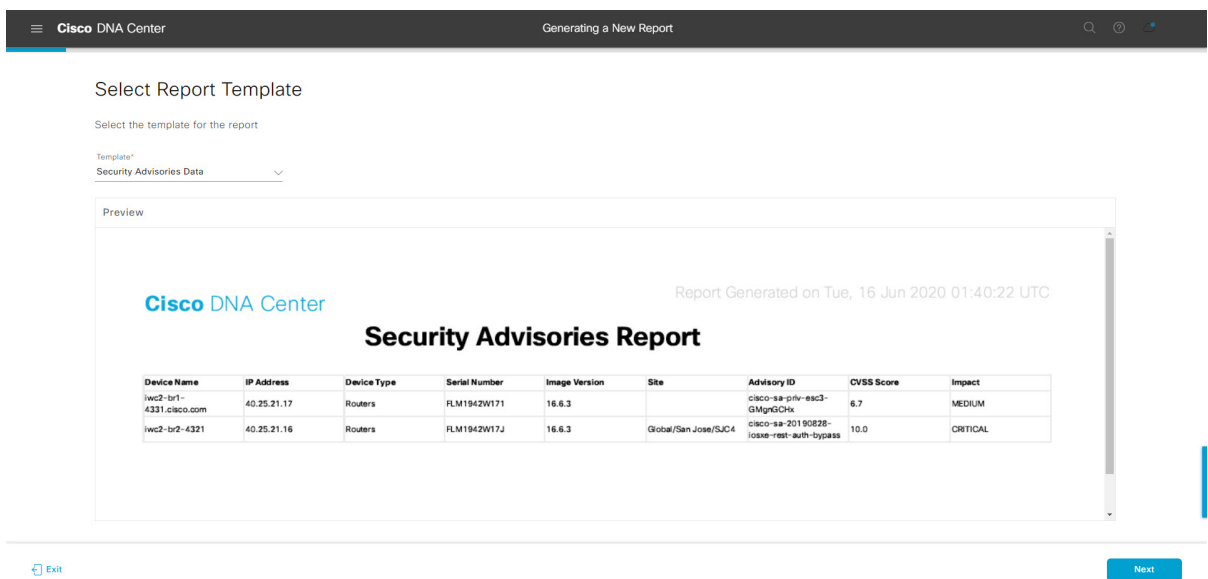 Cisco DNA Center
Generating a New Report
Select Report Template
Select the template for the report
Template*
Security Advisories Data
Preview
Cisco DNA Center
Report Generated on Tue, 16 Jun 2020 01:40:22 UTC
Security Advisories Report
Device Name IP Address Device Type Serial Number Image Version Site Advisory ID CVSS Score Impact
iwc2-br1-
4331.cisco.com 40.25.21.17 Routers FLM1942W171 16.6.3 cisco-sa-priv-esc3-
GMgnGCHx 6.7 MEDIUM
iwc2-br2-4321 40.25.21.16 Routers FLM1942W17J 16.6.3 Global/San Jose/SJC4 cisco-sa-20190828-
iosxe-rest-auth-bypass 10.0 CRITICAL
Exit
Next